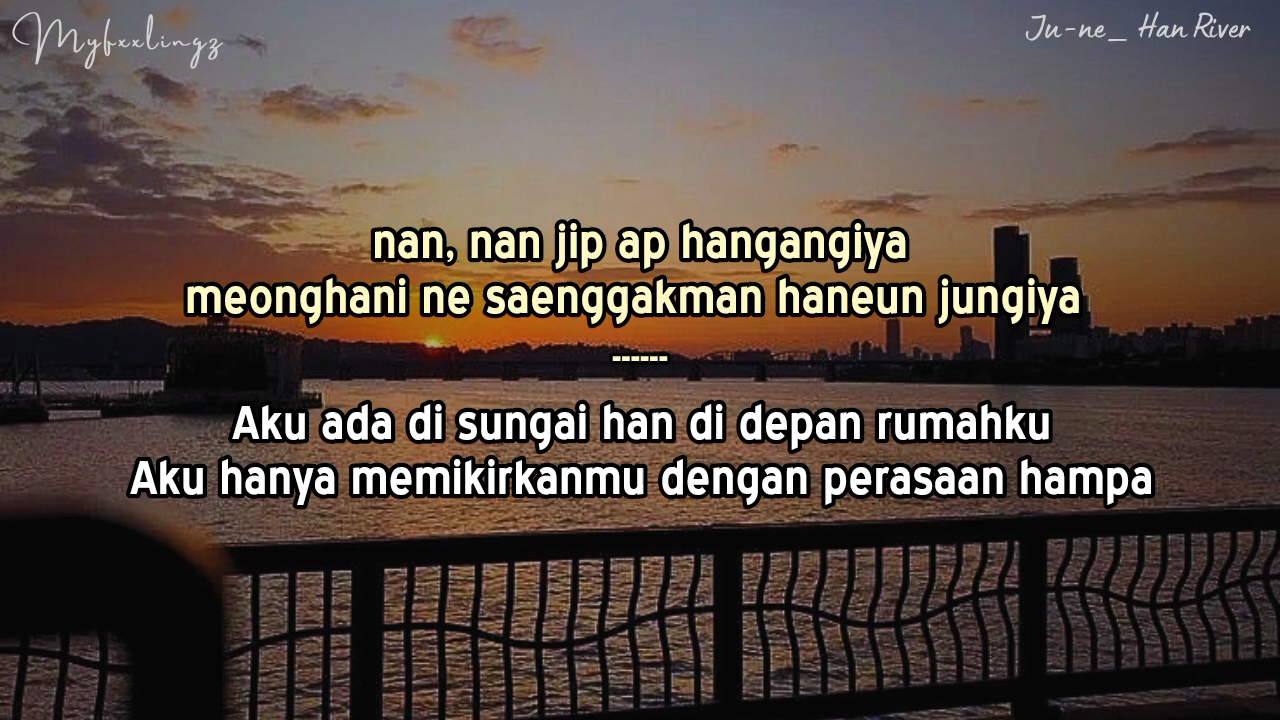 Myfxxlingz
Ju-ne_ Han River
nan, nan jip ap hangangiya
meonghani ne saenggakman haneun jungiya
------
Aku ada di sungai han di depan rumahku
Aku hanya memikirkanmu dengan perasaan hampa